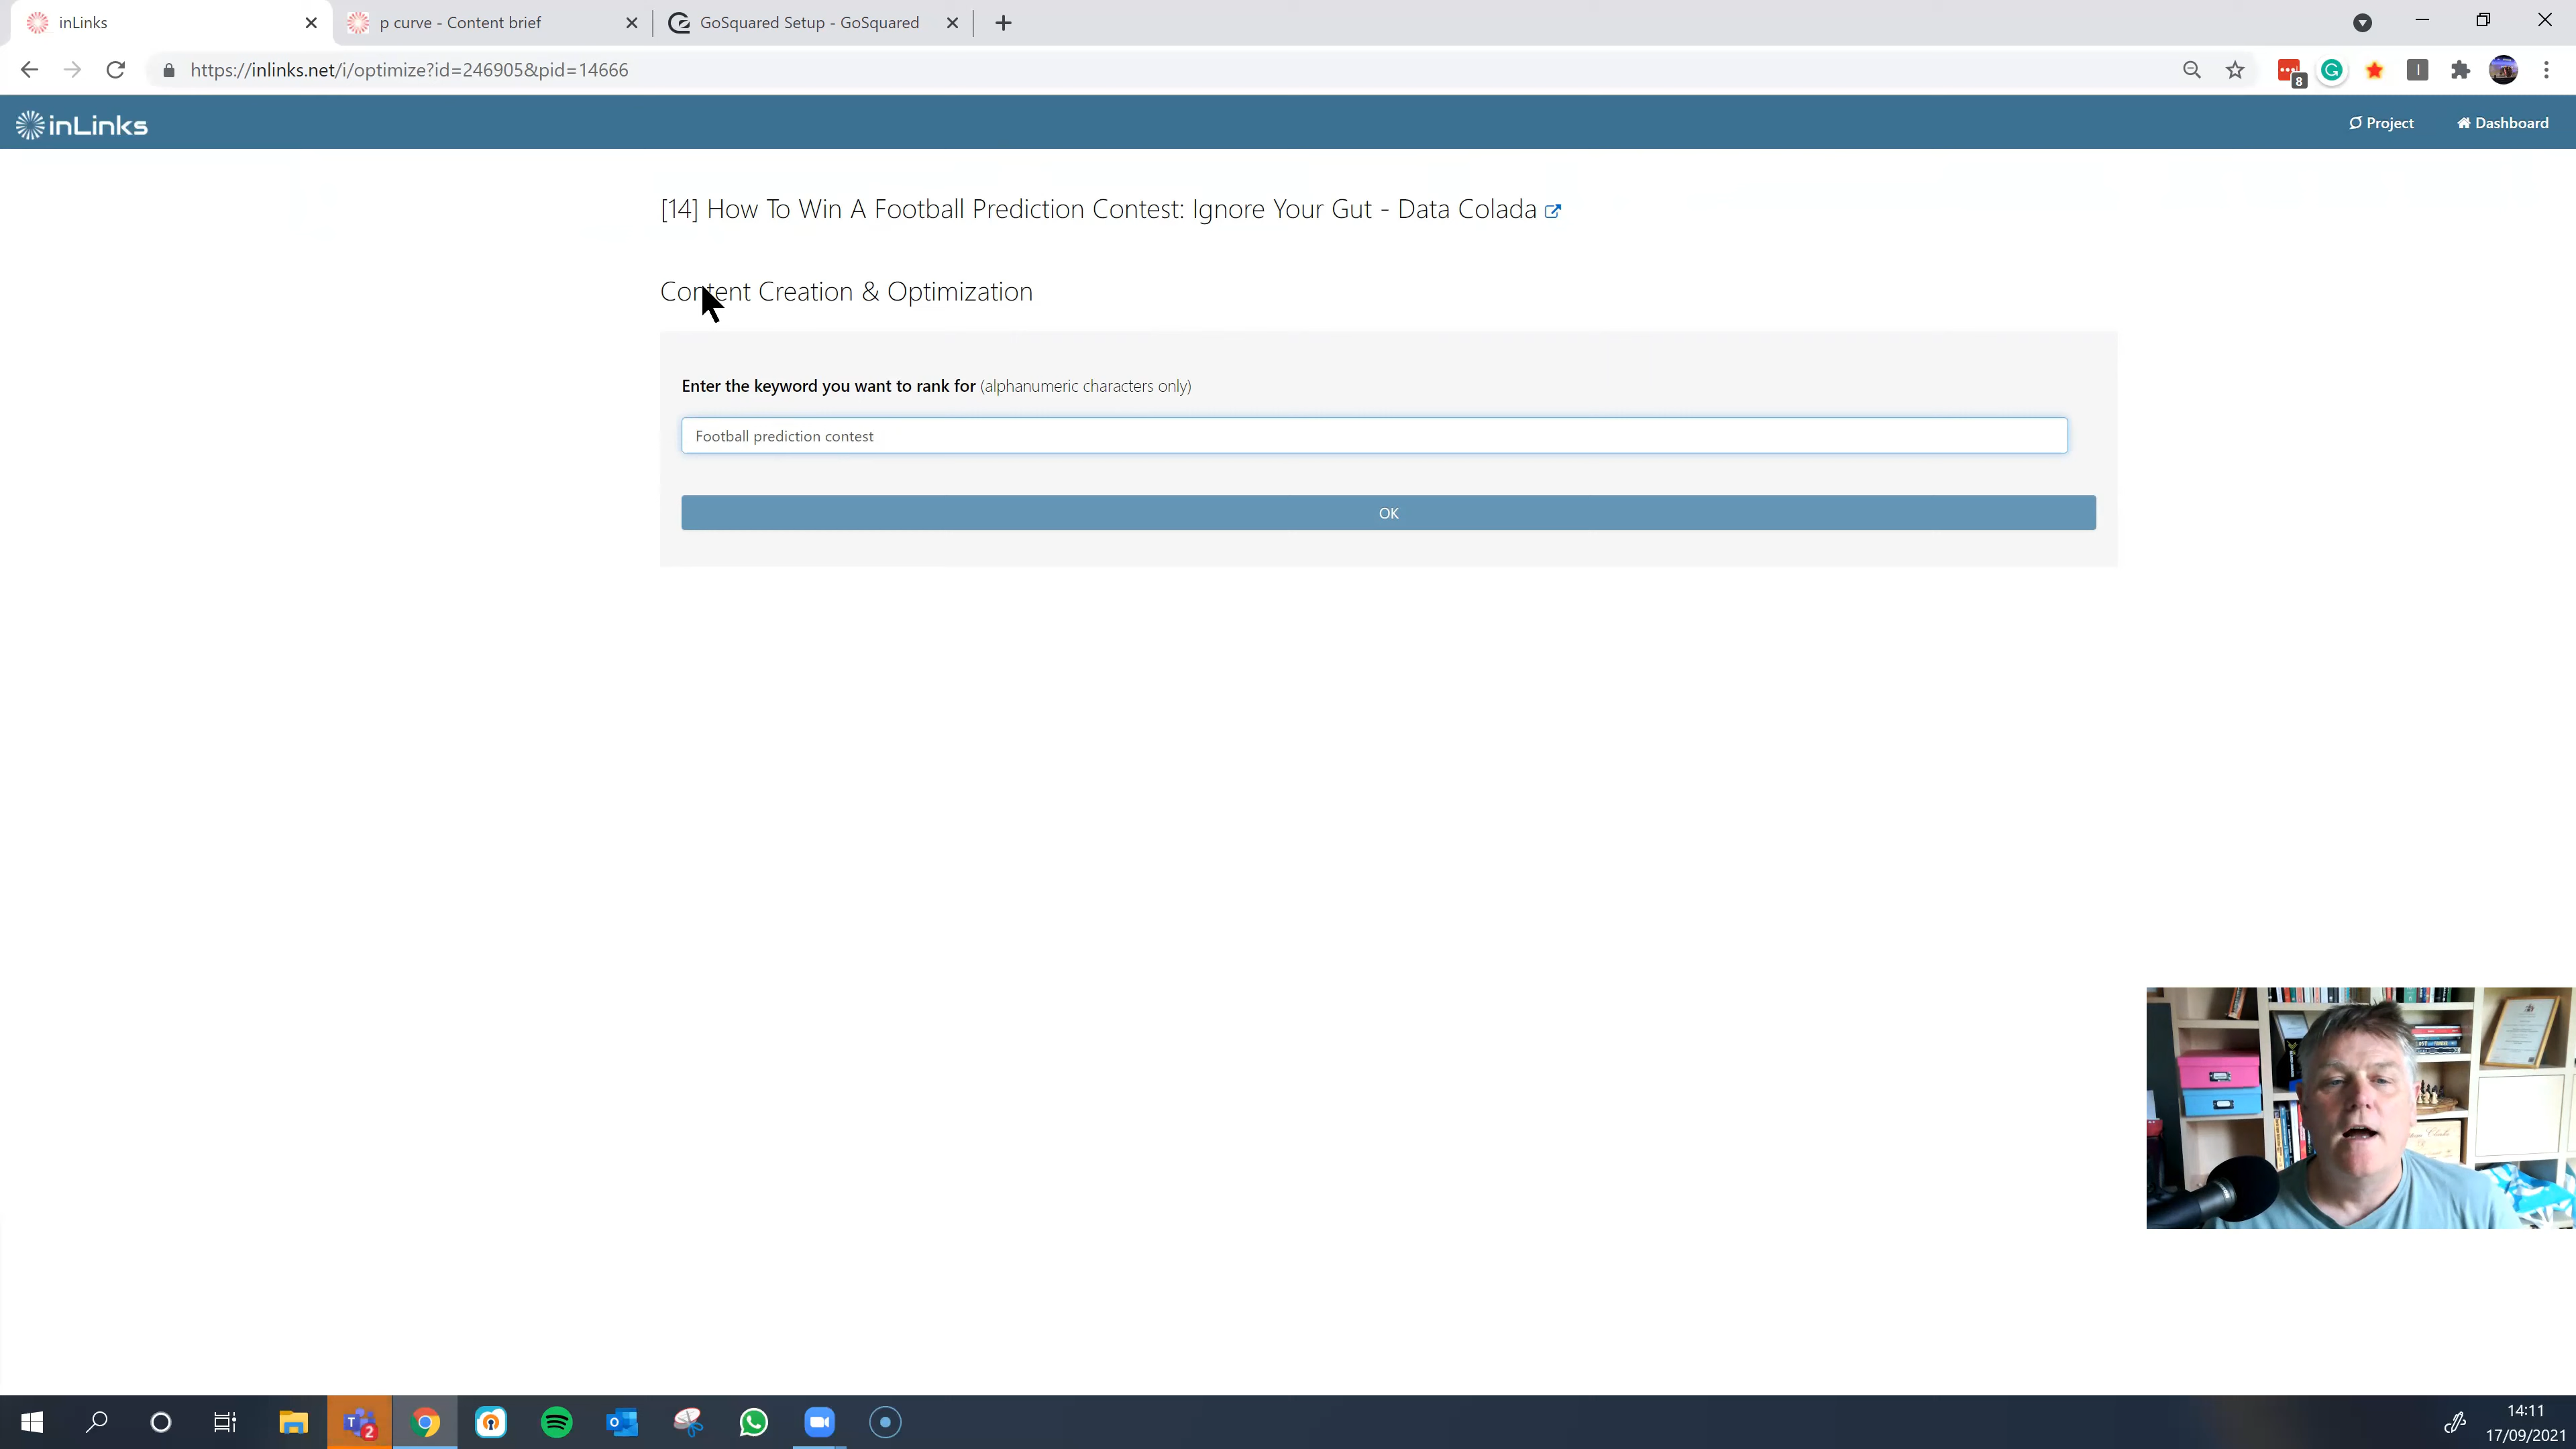 inLinks
p curve - Content brief
GoSquared Setup - GoSquared
https://inlinks.net/i/optimize?id=246905&pid=14666
8
inLinks
Project
Dashboard
[14] How To Win A Football Prediction Contest: Ignore Your Gut - Data Colada
Content Creation & Optimization
Enter the keyword you want to rank for (alphanumeric characters only)
Football prediction contest
OK
2
14:11
17/09/2021